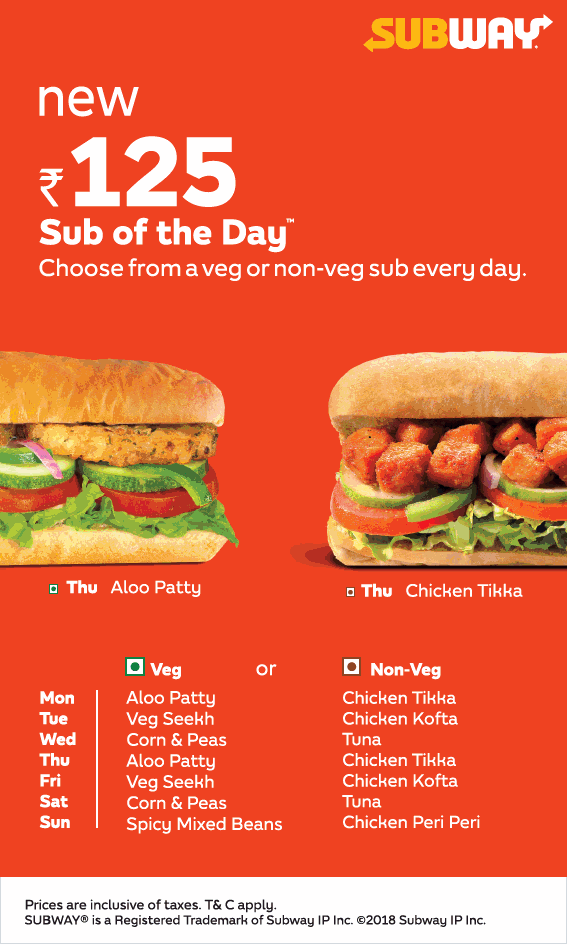 SUBWAY
new
₹125
Sub of the Day™
Choose from a veg or non-veg sub every day.
Thu Aloo Patty
Thu Chicken Tikka
Veg or Non-Veg
Mon Aloo Patty Chicken Tikka
Tue Veg Seekh Chicken Kofta
Wed Corn & Peas Tuna
Thu Aloo Patty Chicken Tikka
Fri Veg Seekh Chicken Kofta
Sat Corn & Peas Tuna
Sun Spicy Mixed Beans Chicken Peri Peri
Prices are inclusive of taxes. T& C apply.
SUBWAY® is a Registered Trademark of Subway IP Inc. ©2018 Subway IP Inc.